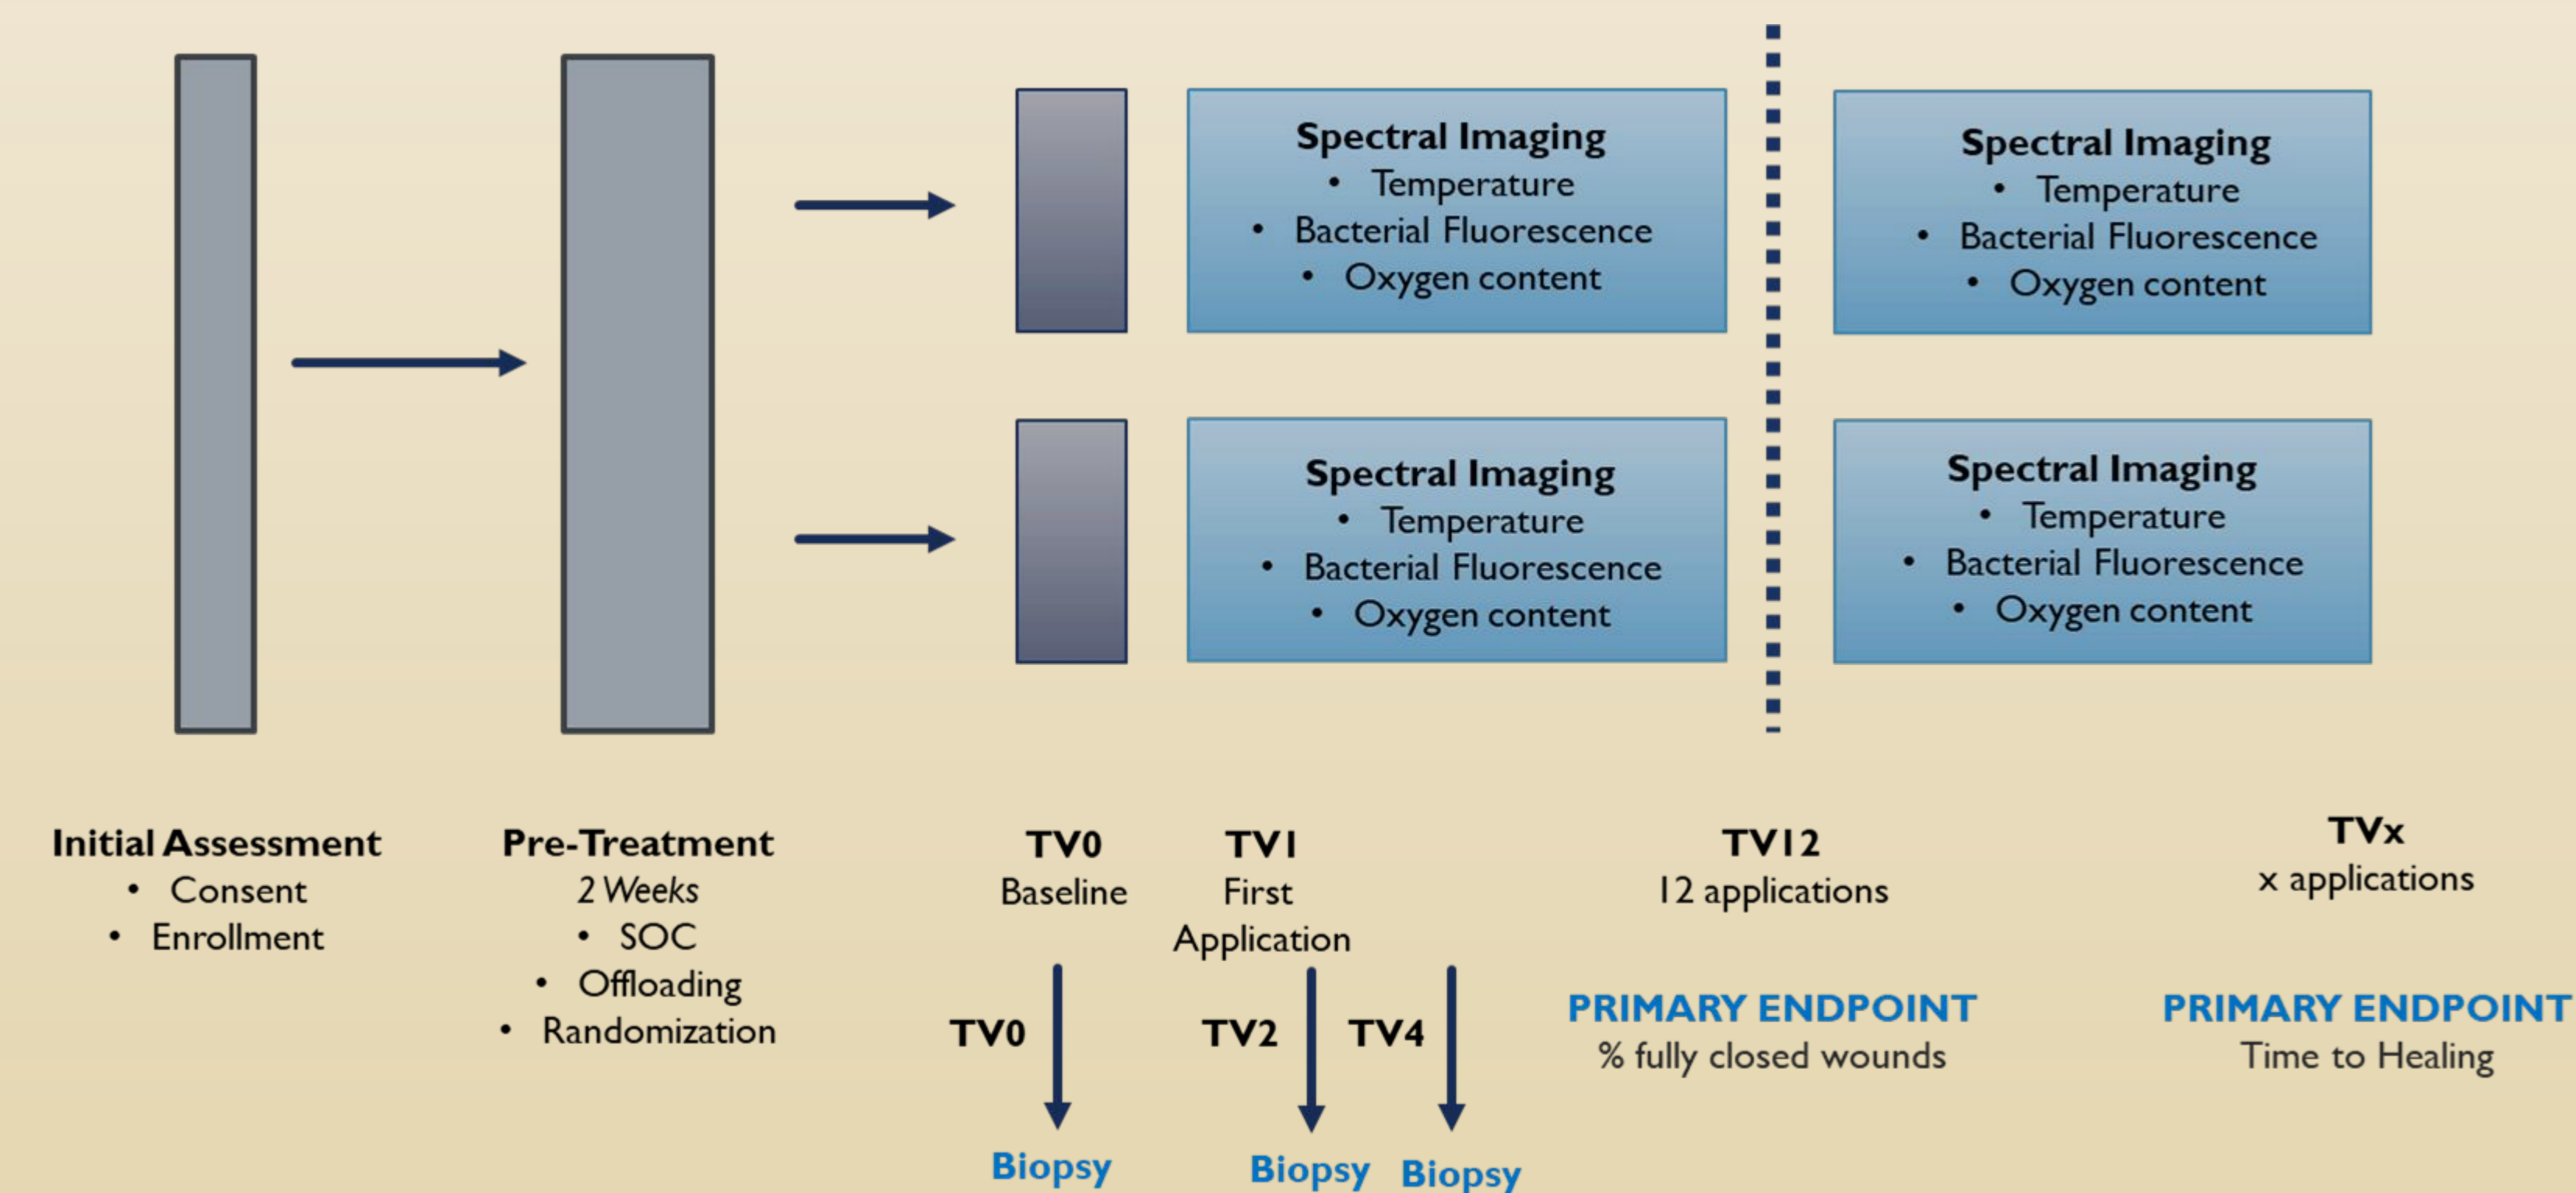 Spectral Imaging
• Temperature
• Bacterial Fluorescence
• Oxygen content
Spectral Imaging
• Temperature
• Bacterial Fluorescence
• Oxygen content
Spectral Imaging
• Temperature
• Bacterial Fluorescence
• Oxygen content
Spectral Imaging
• Temperature
• Bacterial Fluorescence
• Oxygen content
Initial Assessment
• Consent
• Enrollment
Pre-Treatment
2 Weeks
• SOC
• Offloading
• Randomization
TV0
Baseline
TV1
First
Application
TV12
12 applications
TVx
x applications
TV0
TV2
TV4
Biopsy
Biopsy
Biopsy
PRIMARY ENDPOINT
% fully closed wounds
PRIMARY ENDPOINT
Time to Healing